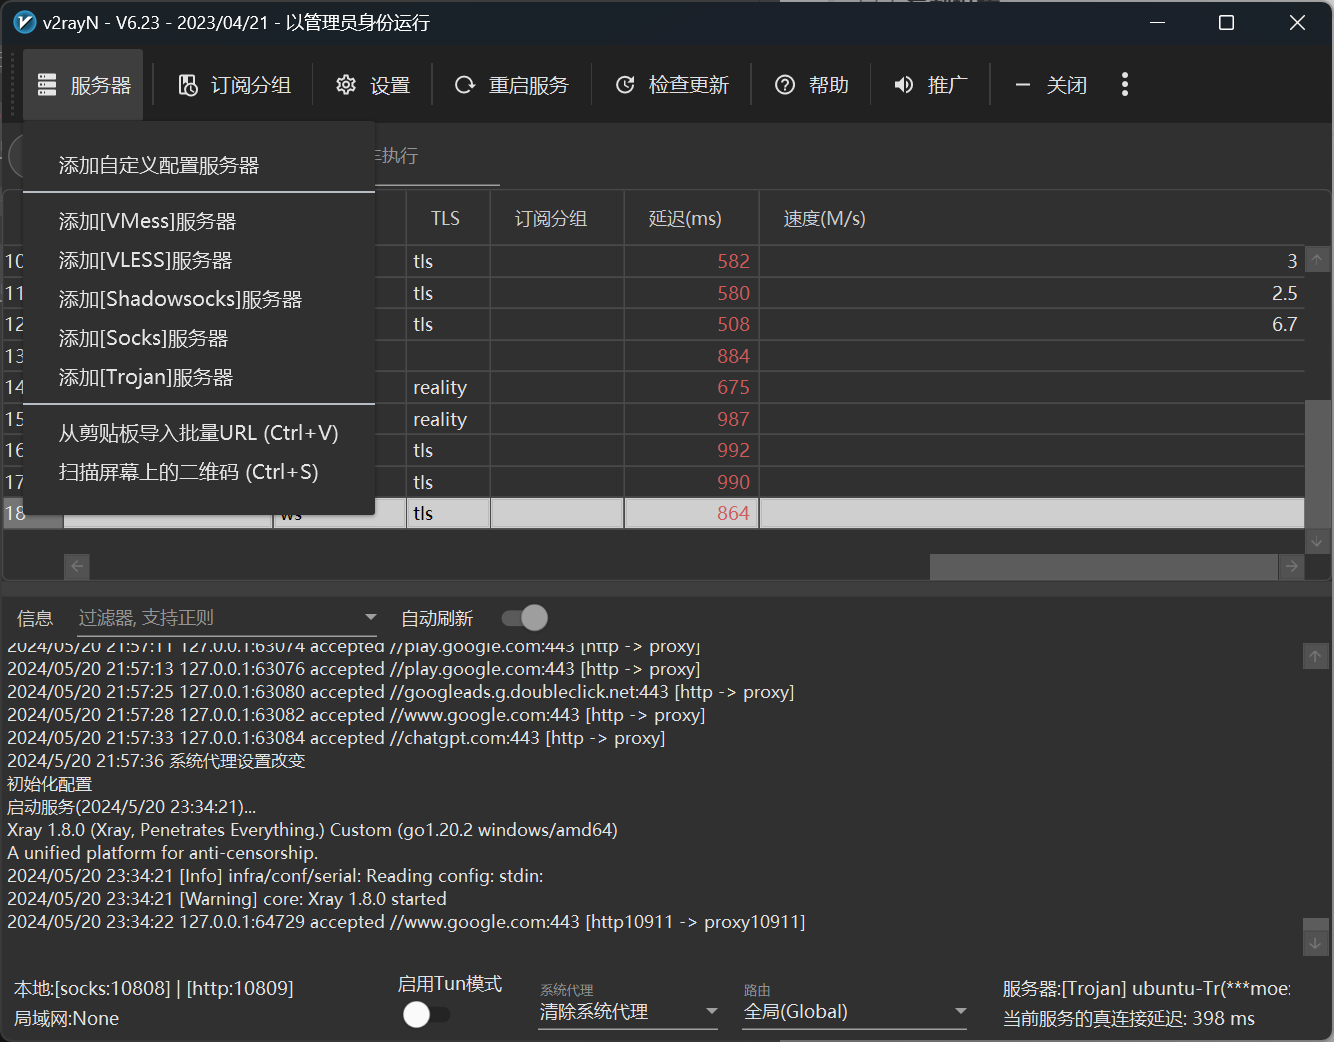 v2rayN - V6.23 - 2023/04/21 - 以管理员身份运行
服务器 订阅分组 设置 重启服务 检查更新 帮助 推广 关闭
添加自定义配置服务器
执行
添加[VMess]服务器
添加[VLESS]服务器
添加[Shadowsocks]服务器
添加[Socks]服务器
添加[Trojan]服务器
从剪贴板导入批量URL (Ctrl+V)
扫描屏幕上的二维码 (Ctrl+S)
TLS 订阅分组 延迟(ms) 速度(M/s)
10 tls 582 3
11 tls 580 2.5
12 tls 508 6.7
13 884
14 reality 675
15 reality 987
16 tls 992
17 tls 990
18 ws tls 864
信息 过滤器, 支持正则 自动刷新
2024/05/20 21:57:11 127.0.0.1:63074 accepted //play.google.com:443 [http -> proxy]
2024/05/20 21:57:13 127.0.0.1:63076 accepted //play.google.com:443 [http -> proxy]
2024/05/20 21:57:25 127.0.0.1:63080 accepted //googleads.g.doubleclick.net:443 [http -> proxy]
2024/05/20 21:57:28 127.0.0.1:63082 accepted //www.google.com:443 [http -> proxy]
2024/05/20 21:57:33 127.0.0.1:63084 accepted //chatgpt.com:443 [http -> proxy]
2024/5/20 21:57:36 系统代理设置改变
初始化配置
启动服务(2024/5/20 23:34:21)...
Xray 1.8.0 (Xray, Penetrates Everything.) Custom (go1.20.2 windows/amd64)
A unified platform for anti-censorship.
2024/05/20 23:34:21 [Info] infra/conf/serial: Reading config: stdin:
2024/05/20 23:34:21 [Warning] core: Xray 1.8.0 started
2024/05/20 23:34:22 127.0.0.1:64729 accepted //www.google.com:443 [http10911 -> proxy10911]
本地:[socks:10808] | [http:10809]
局域网:None
启用Tun模式
系统代理
清除系统代理
路由
全局(Global)
服务器:[Trojan] ubuntu-Tr(***moe:
当前服务的真连接延迟: 398 ms